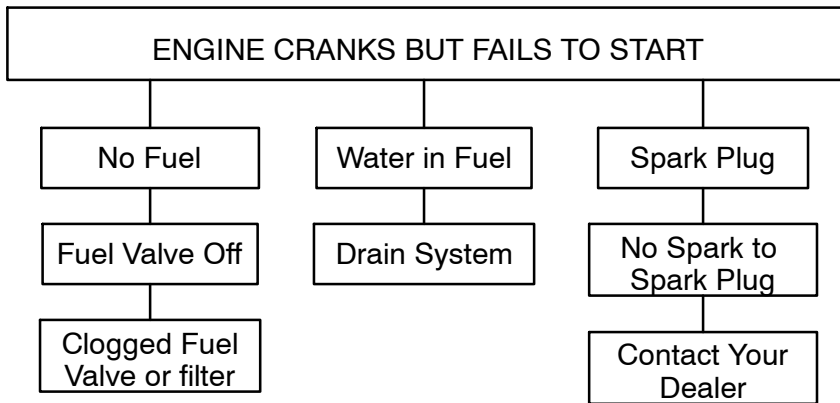 ENGINE CRANKS BUT FAILS TO START
No Fuel
Water in Fuel
Spark Plug
Fuel Valve Off
Drain System
No Spark to
Spark Plug
Clogged Fuel
Valve or filter
Contact Your
Dealer